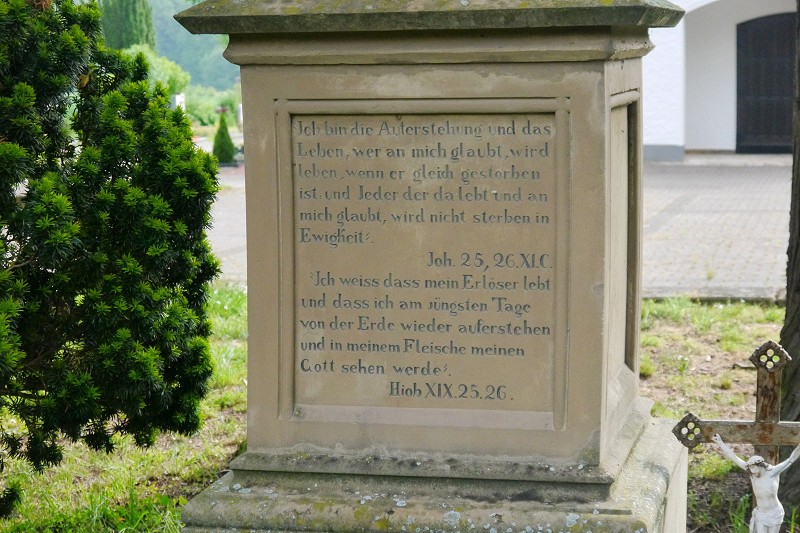 Ich bin die Auferstehung und das
Leben, wer an mich glaubt, wird
leben, wenn er gleich gestorben
ist: und Jeder der da lebt und an
mich glaubt, wird nicht sterben in
Ewigkeit⸗.
Joh. 25, 26. XI.C.
⸗Ich weiss dass mein Erlöser lebt
und dass ich am jüngsten Tage
von der Erde wieder auferstehen
und in meinem Fleische meinen
Gott sehen werde⸗.
Hiob XIX. 25. 26.